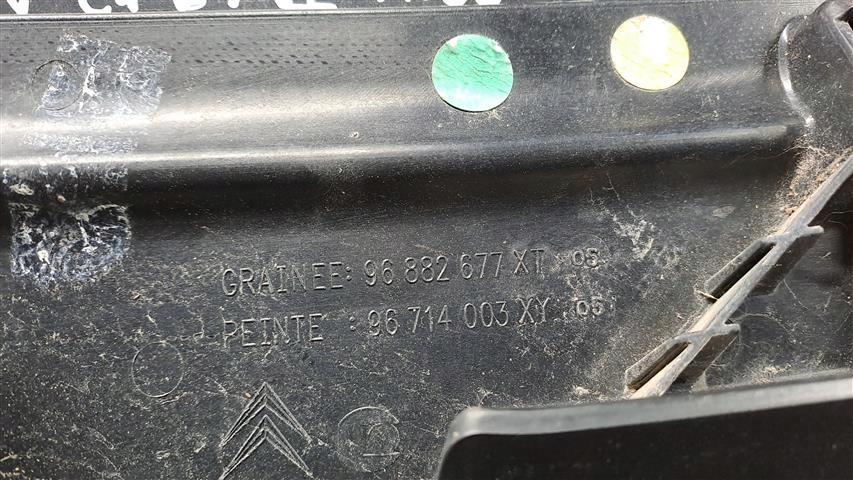 GRAINEE: 96 882 677 XT 05
PEINTE : 96 714 003 XY 05